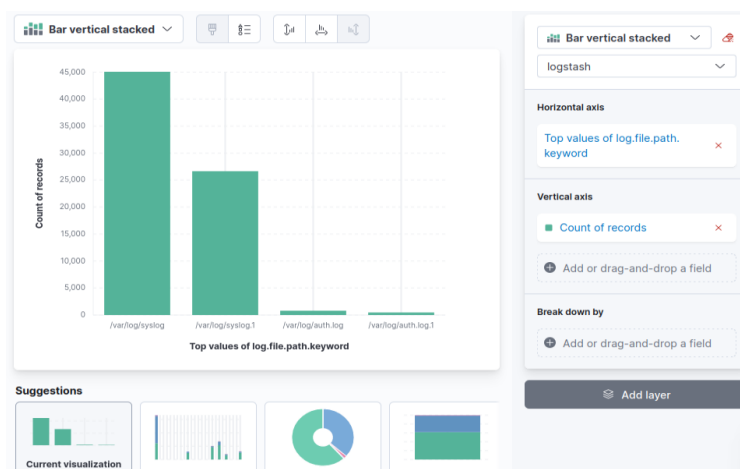 Bar vertical stacked
45,000
40,000
35,000
30,000
25,000
20,000
15,000
10,000
5,000
0
Count of records
/var/log/syslog
/var/log/syslog.1
/var/log/auth.log
/var/log/auth.log.1
Top values of log.file.path.keyword
Suggestions
Current visualization
Bar vertical stacked
logstash
Horizontal axis
Top values of log.file.path.
keyword
Vertical axis
Count of records
Add or drag-and-drop a field
Break down by
Add or drag-and-drop a field
Add layer